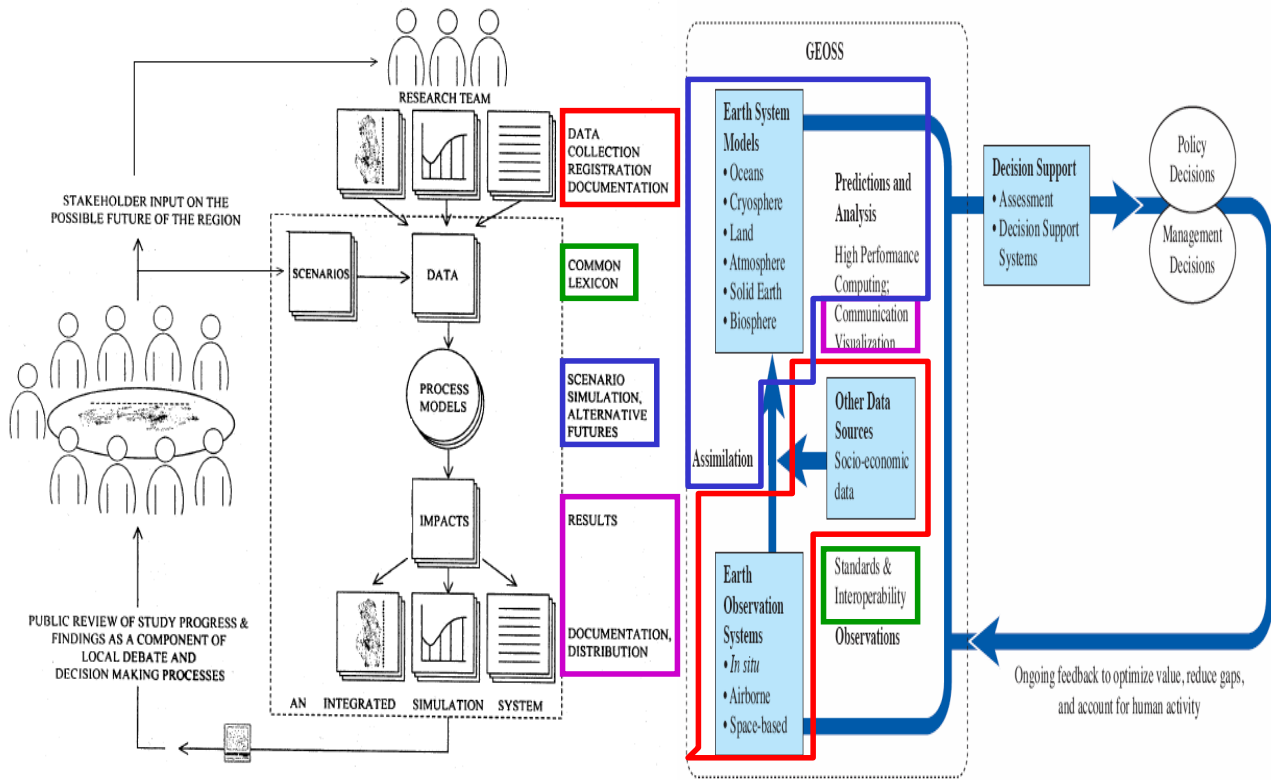 RESEARCH TEAM
DATA
COLLECTION
REGISTRATION
DOCUMENTATION
STAKEHOLDER INPUT ON THE
POSSIBLE FUTURE OF THE REGION
SCENARIOS
DATA
COMMON
LEXICON
PROCESS
MODELS
SCENARIO
SIMULATION,
ALTERNATIVE
FUTURES
IMPACTS
RESULTS
PUBLIC REVIEW OF STUDY PROGRESS &
FINDINGS AS A COMPONENT OF
LOCAL DEBATE AND
DECISION MAKING PROCESSES
DOCUMENTATION,
DISTRIBUTION
AN INTEGRATED SIMULATION SYSTEM
GEOSS
Earth System
Models
• Oceans
• Cryosphere
• Land
• Atmosphere
• Solid Earth
• Biosphere
Predictions and
Analysis
High Performance
Computing;
Communication
Visualization
Decision Support
• Assessment
• Decision Support
Systems
Policy
Decisions
Management
Decisions
Assimilation
Other Data
Sources
Socio-economic
data
Earth
Observation
Systems
• In situ
• Airborne
• Space-based
Standards &
Interoperability
Observations
Ongoing feedback to optimize value, reduce gaps,
and account for human activity